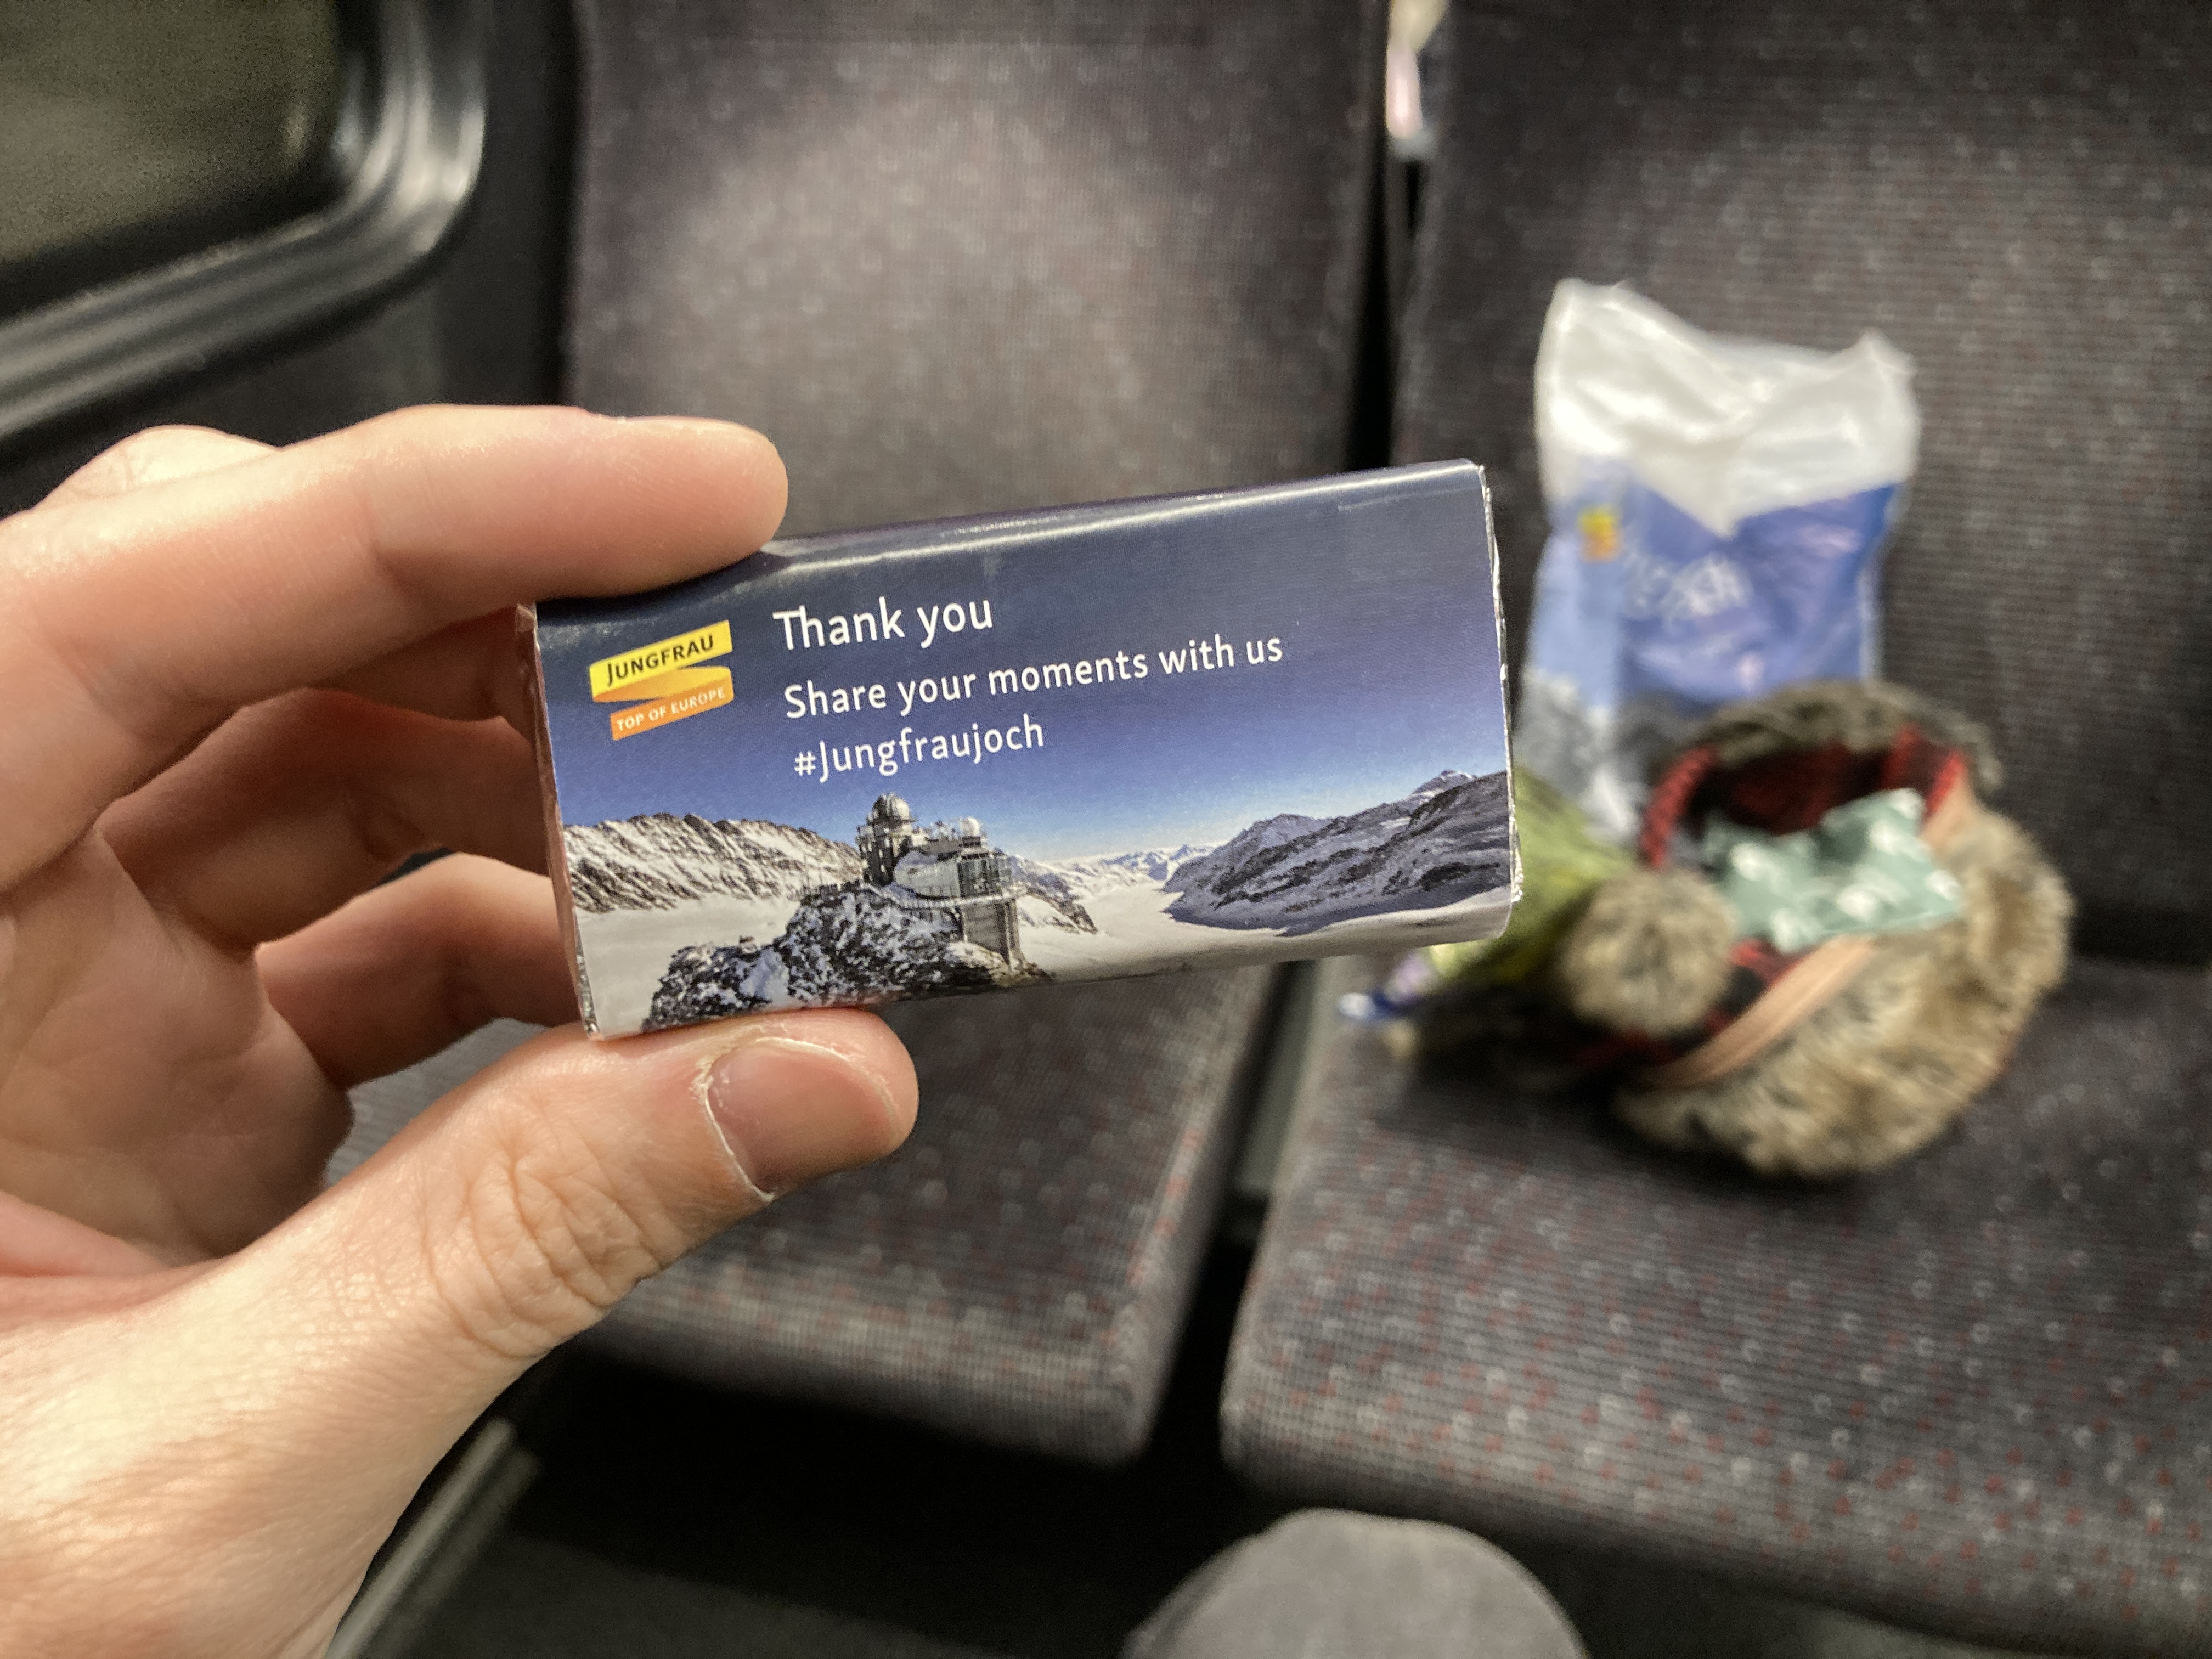 JUNGFRAU
TOP OF EUROPE
Thank you
Share your moments with us
#Jungfraujoch